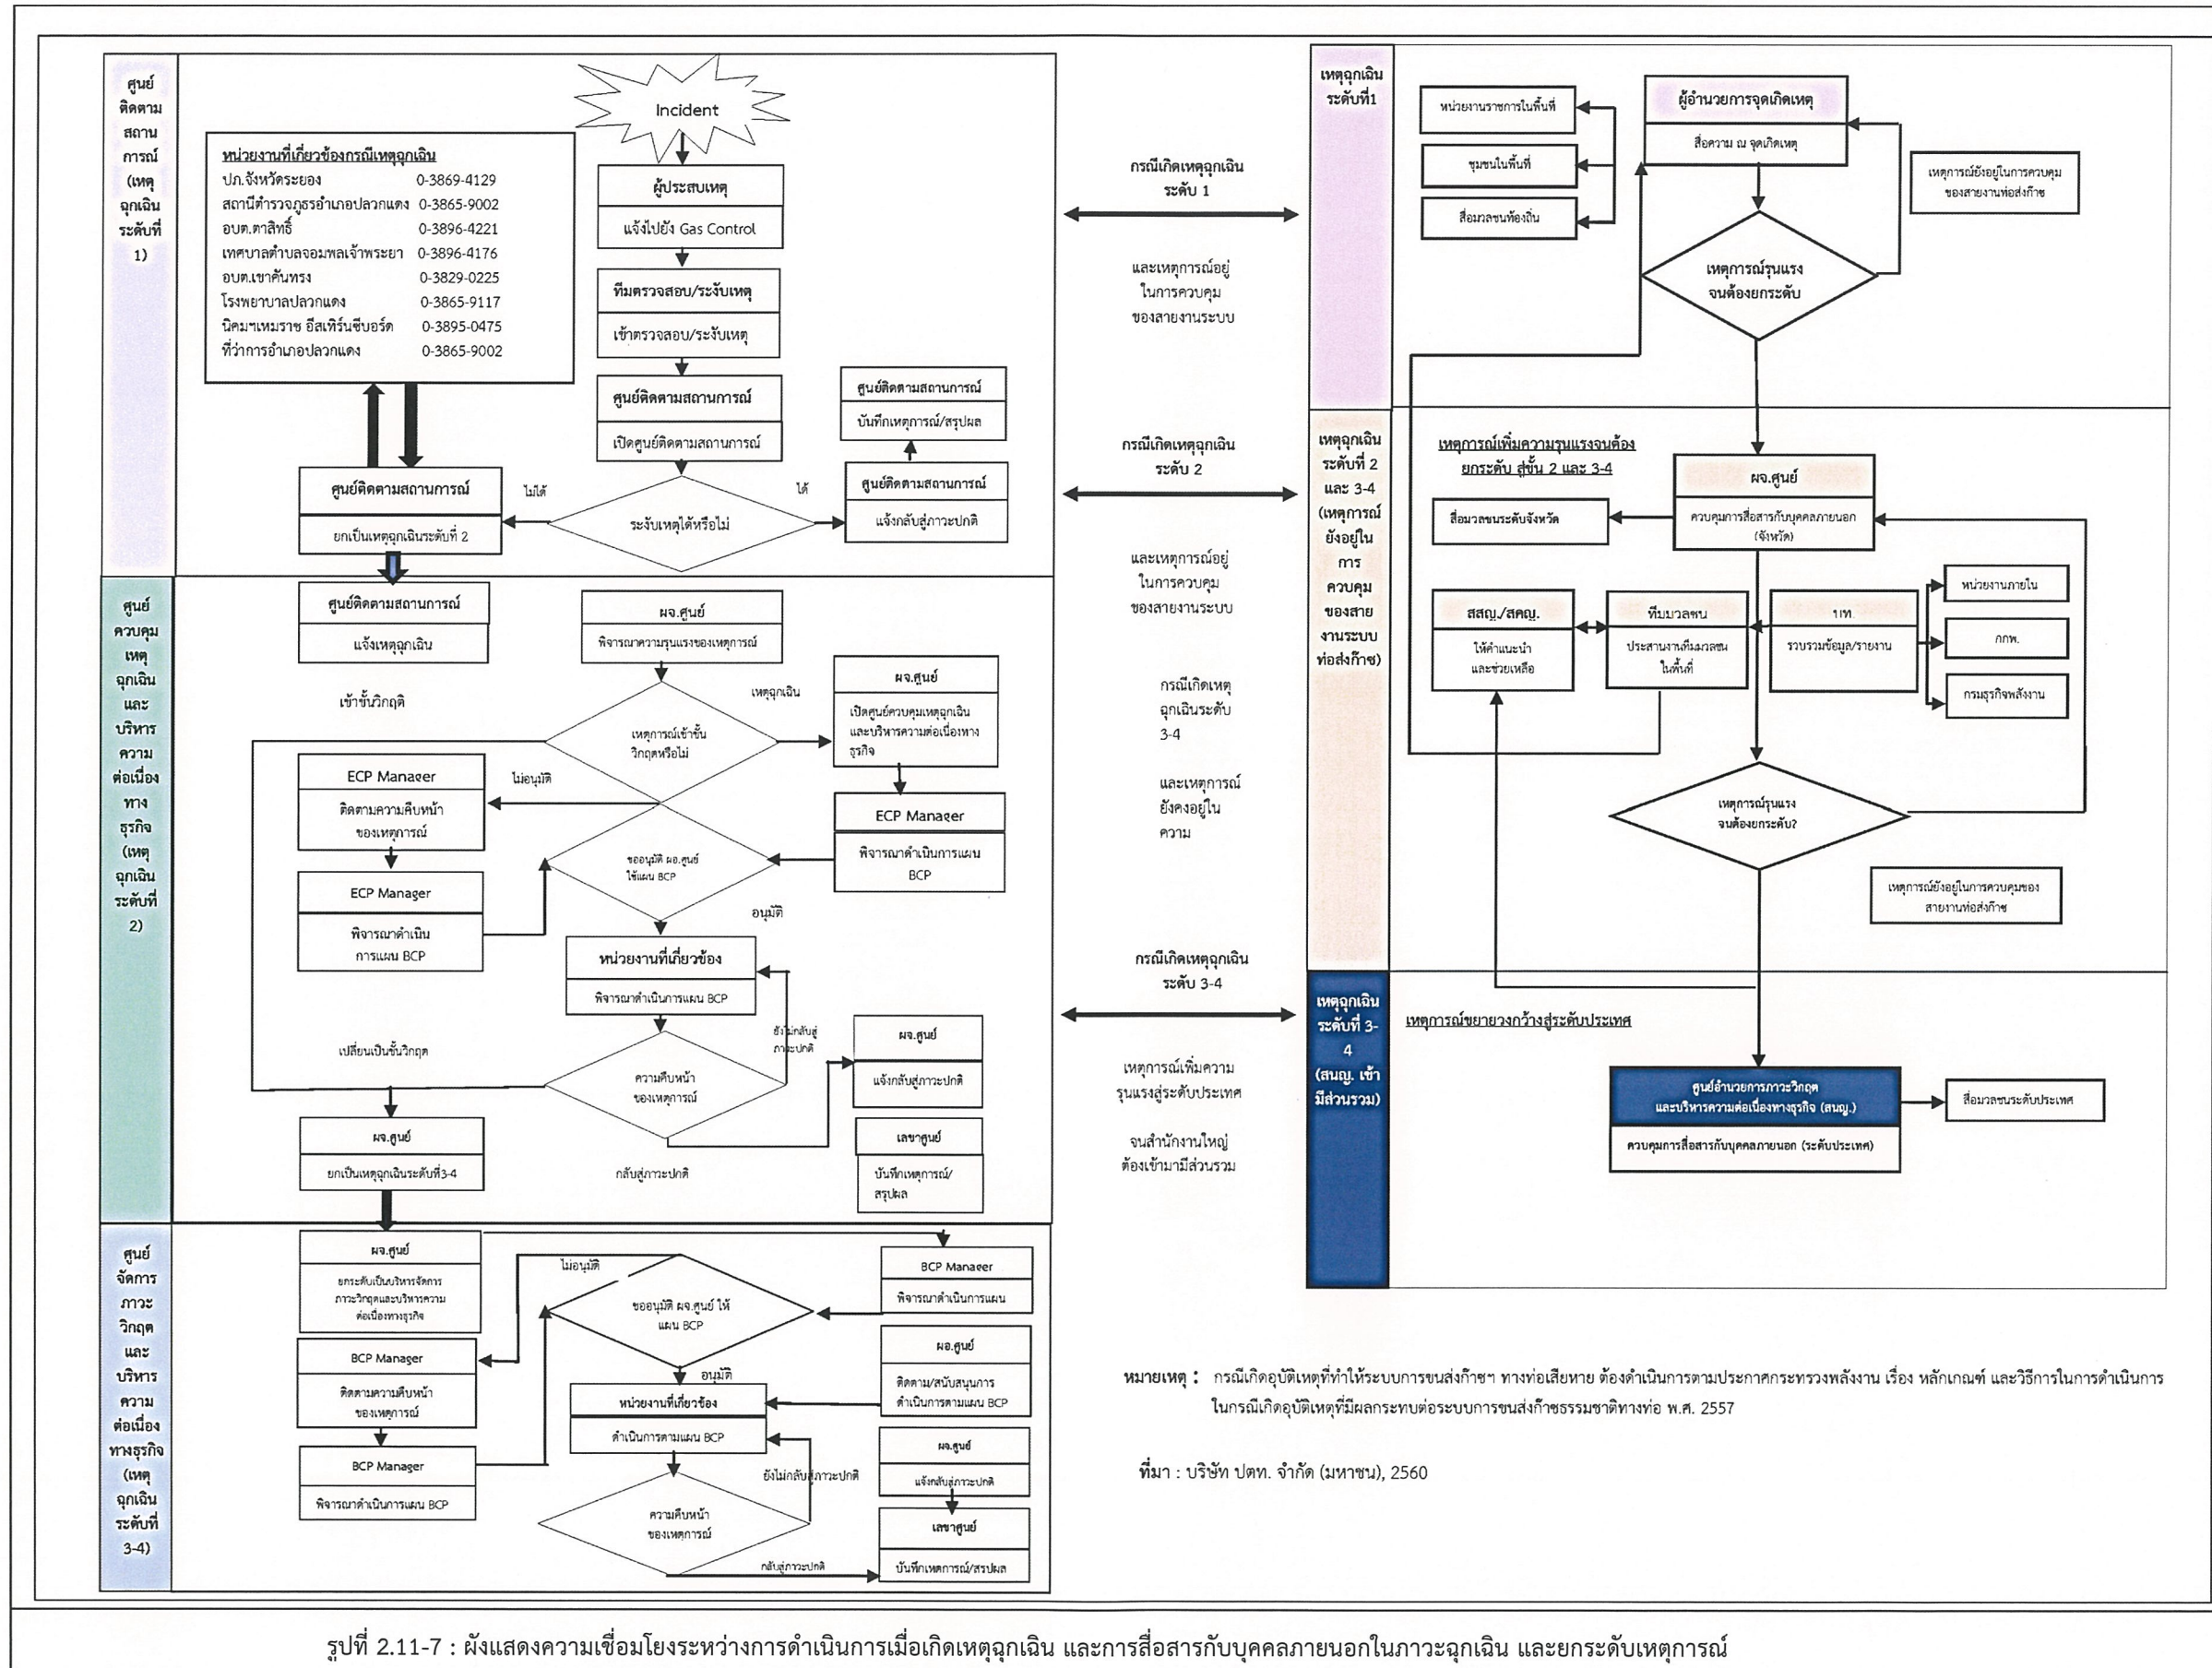 ศูนย์
ติดตาม
สถาน
การณ์
(เหตุ
ฉุกเฉิน
ระดับที่
1)
Incident
หน่วยงานที่เกี่ยวข้องกรณีเหตุฉุกเฉิน
ปภ.จังหวัดระยอง 0-3869-4129
สถานีตำรวจภูธรอำเภอปลวกแดง 0-3865-9002
อบต.ตาสิทธิ์ 0-3896-4221
เทศบาลตำบลจอมพลเจ้าพระยา 0-3896-4176
อบต.เขาคันทรง 0-3829-0225
โรงพยาบาลปลวกแดง 0-3865-9117
นิคมฯเหมราช อีสเทิร์นซีบอร์ด 0-3895-0475
ที่ว่าการอำเภอปลวกแดง 0-3865-9002
ผู้ประสบเหตุ
แจ้งไปยัง Gas Control
ทีมตรวจสอบ/ระงับเหตุ
เข้าตรวจสอบ/ระงับเหตุ
ศูนย์ติดตามสถานการณ์
เปิดศูนย์ติดตามสถานการณ์
ศูนย์ติดตามสถานการณ์
บันทึกเหตุการณ์/สรุปผล
ศูนย์ติดตามสถานการณ์
ยกเป็นเหตุฉุกเฉินระดับที่ 2
ไม่ได้
ระงับเหตุได้หรือไม่
ได้
ศูนย์ติดตามสถานการณ์
แจ้งกลับสู่ภาวะปกติ
ศูนย์
ควบคุม
เหตุ
ฉุกเฉิน
และ
บริหาร
ความ
ต่อเนื่อง
ทาง
ธุรกิจ
(เหตุ
ฉุกเฉิน
ระดับที่
2)
ศูนย์ติดตามสถานการณ์
แจ้งเหตุฉุกเฉิน
ผจ.ศูนย์
พิจารณาความรุนแรงของเหตุการณ์
เข้าขั้นวิกฤติ
เหตุฉุกเฉิน
เหตุการณ์เข้าขั้น
วิกฤตหรือไม่
ผจ.ศูนย์
เปิดศูนย์ควบคุมเหตุฉุกเฉิน
และบริหารความต่อเนื่องทาง
ธุรกิจ
ไม่อนุมัติ
ECP Manager
ติดตามความคืบหน้า
ของเหตุการณ์
ECP Manager
พิจารณาดำเนินการแผน
BCP
ขออนุมัติ ผอ.ศูนย์
ใช้แผน BCP
ECP Manager
พิจารณาดำเนิน
การแผน BCP
อนุมัติ
หน่วยงานที่เกี่ยวข้อง
พิจารณาดำเนินการแผน BCP
ยังไม่กลับสู่
ภาวะปกติ
เปลี่ยนเป็นขั้นวิกฤต
ความคืบหน้า
ของเหตุการณ์
ผจ.ศูนย์
แจ้งกลับสู่ภาวะปกติ
ผจ.ศูนย์
ยกเป็นเหตุฉุกเฉินระดับที่3-4
กลับสู่ภาวะปกติ
เลขาศูนย์
บันทึกเหตุการณ์/
สรุปผล
ศูนย์
จัดการ
ภาวะ
วิกฤต
และ
บริหาร
ความ
ต่อเนื่อง
ทางธุรกิจ
(เหตุ
ฉุกเฉิน
ระดับที่
3-4)
ผจ.ศูนย์
ยกระดับเป็นบริหารจัดการ
ภาวะวิกฤตและบริหารความ
ต่อเนื่องทางธุรกิจ
ไม่อนุมัติ
ขออนุมัติ ผจ.ศูนย์ ให้
แผน BCP
BCP Manager
พิจารณาดำเนินการแผน
BCP Manager
ติดตามความคืบหน้า
ของเหตุการณ์
ผอ.ศูนย์
ติดตาม/สนับสนุนการ
ดำเนินการตามแผน BCP
อนุมัติ
หน่วยงานที่เกี่ยวข้อง
ดำเนินการตามแผน BCP
BCP Manager
พิจารณาดำเนินการแผน BCP
ยังไม่กลับสู่ภาวะปกติ
ผจ.ศูนย์
แจ้งกลับสู่ภาวะปกติ
ความคืบหน้า
ของเหตุการณ์
เลขาศูนย์
บันทึกเหตุการณ์/สรุปผล
กลับสู่ภาวะปกติ
กรณีเกิดเหตุฉุกเฉิน
ระดับ 1
และเหตุการณ์อยู่
ในการควบคุม
ของสายงานระบบ
กรณีเกิดเหตุฉุกเฉิน
ระดับ 2
และเหตุการณ์อยู่
ในการควบคุม
ของสายงานระบบ
กรณีเกิดเหตุ
ฉุกเฉินระดับ
3-4
และเหตุการณ์
ยังคงอยู่ใน
ความ
กรณีเกิดเหตุฉุกเฉิน
ระดับ 3-4
เหตุการณ์เพิ่มความ
รุนแรงสู่ระดับประเทศ
จนสำนักงานใหญ่
ต้องเข้ามามีส่วนรวม
เหตุฉุกเฉิน
ระดับที่1
หน่วยงานราชการในพื้นที่
ชุมชนในพื้นที่
สื่อมวลชนท้องถิ่น
ผู้อำนวยการจุดเกิดเหตุ
สื่อความ ณ จุดเกิดเหตุ
เหตุการณ์ยังอยู่ในการควบคุม
ของสายงานท่อส่งก๊าซ
เหตุการณ์รุนแรง
จนต้องยกระดับ
เหตุฉุกเฉิน
ระดับที่ 2
และ 3-4
(เหตุการณ์
ยังอยู่ใน
การ
ควบคุม
ของสาย
งานระบบ
ท่อส่งก๊าซ)
เหตุการณ์เพิ่มความรุนแรงจนต้อง
ยกระดับ สู่ขั้น 2 และ 3-4
ผจ.ศูนย์
ควบคุมการสื่อสารกับบุคคลภายนอก
(จังหวัด)
สื่อมวลชนระดับจังหวัด
สสญ./สคญ.
ให้คำแนะนำ
และช่วยเหลือ
ทีมมวลชน
ประสานงานทีมมวลชน
ในพื้นที่
บท.
รวบรวมข้อมูล/รายงาน
หน่วยงานภายใน
กกพ.
กรมธุรกิจพลังงาน
เหตุการณ์รุนแรง
จนต้องยกระดับ?
เหตุการณ์ยังอยู่ในการควบคุมของ
สายงานท่อส่งก๊าซ
เหตุฉุกเฉิน
ระดับที่ 3-
4
(สนญ. เข้า
มีส่วนรวม)
เหตุการณ์ขยายวงกว้างสู่ระดับประเทศ
ศูนย์อำนวยการภาวะวิกฤต
และบริหารความต่อเนื่องทางธุรกิจ (สนญ.)
ควบคุมการสื่อสารกับบุคคลภายนอก (ระดับประเทศ)
สื่อมวลชนระดับประเทศ
หมายเหตุ : กรณีเกิดอุบัติเหตุที่ทำให้ระบบการขนส่งก๊าซฯ ทางท่อเสียหาย ต้องดำเนินการตามประกาศกระทรวงพลังงาน เรื่อง หลักเกณฑ์ และวิธีการในการดำเนินการ
ในกรณีเกิดอุบัติเหตุที่มีผลกระทบต่อระบบการขนส่งก๊าซธรรมชาติทางท่อ พ.ศ. 2557
ที่มา : บริษัท ปตท. จำกัด (มหาชน), 2560
รูปที่ 2.11-7 : ผังแสดงความเชื่อมโยงระหว่างการดำเนินการเมื่อเกิดเหตุฉุกเฉิน และการสื่อสารกับบุคคลภายนอกในภาวะฉุกเฉิน และยกระดับเหตุการณ์